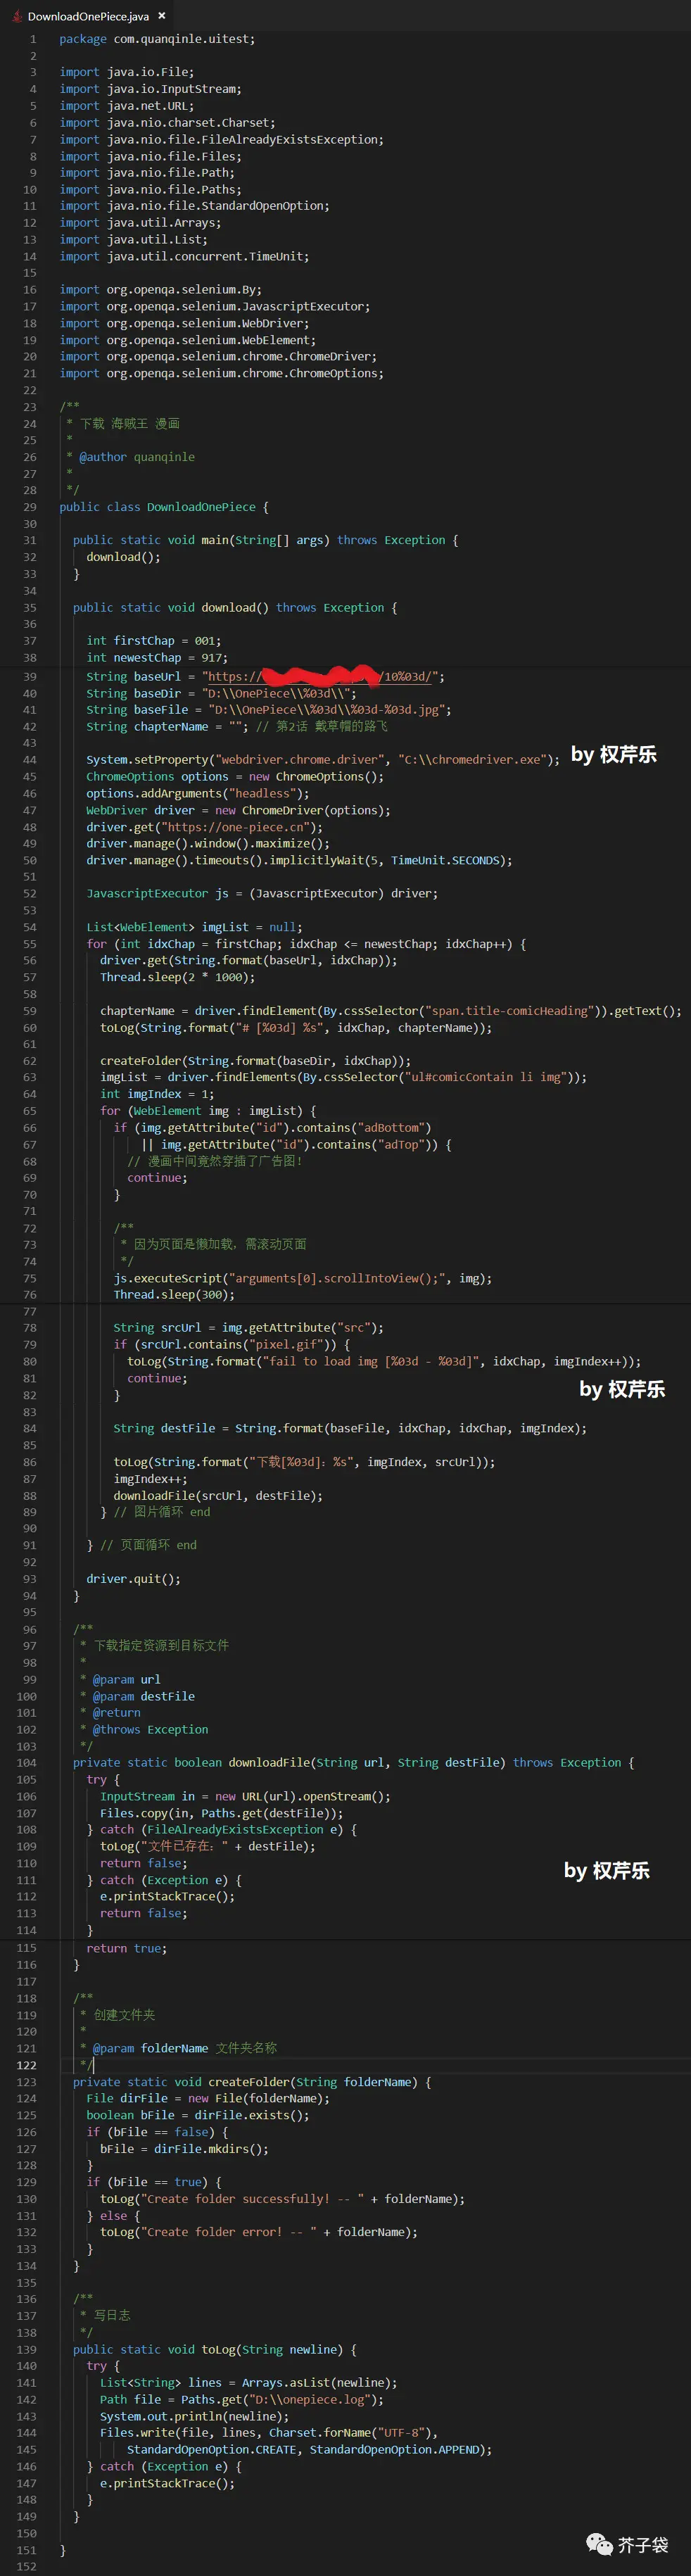 DownloadOnePiece.java ×
1 package com.quanqinle.uitest;
2
3 import java.io.File;
4 import java.io.InputStream;
5 import java.net.URL;
6 import java.nio.charset.Charset;
7 import java.nio.file.FileAlreadyExistsException;
8 import java.nio.file.Files;
9 import java.nio.file.Path;
10 import java.nio.file.Paths;
11 import java.nio.file.StandardOpenOption;
12 import java.util.Arrays;
13 import java.util.List;
14 import java.util.concurrent.TimeUnit;
15
16 import org.openqa.selenium.By;
17 import org.openqa.selenium.JavascriptExecutor;
18 import org.openqa.selenium.WebDriver;
19 import org.openqa.selenium.WebElement;
20 import org.openqa.selenium.chrome.ChromeDriver;
21 import org.openqa.selenium.chrome.ChromeOptions;
22
23 /**
24 * 下载 海贼王 漫画
25 *
26 * @author quanqinle
27 *
28 */
29 public class DownloadOnePiece {
30
31 public static void main(String[] args) throws Exception {
32 download();
33 }
34
35 public static void download() throws Exception {
36
37 int firstChap = 001;
38 int newestChap = 917;
39 String baseUrl = "https:// /10%03d/";
40 String baseDir = "D:\\OnePiece\\%03d\\";
41 String baseFile = "D:\\OnePiece\\%03d\\%03d-%03d.jpg";
42 String chapterName = ""; // 第2话 戴草帽的路飞
43
44 System.setProperty("webdriver.chrome.driver", "C:\\chromedriver.exe");
by 权芹乐
45 ChromeOptions options = new ChromeOptions();
46 options.addArguments("headless");
47 WebDriver driver = new ChromeDriver(options);
48 driver.get("https://one-piece.cn");
49 driver.manage().window().maximize();
50 driver.manage().timeouts().implicitlyWait(5, TimeUnit.SECONDS);
51
52 JavascriptExecutor js = (JavascriptExecutor) driver;
53
54 List<WebElement> imgList = null;
55 for (int idxChap = firstChap; idxChap <= newestChap; idxChap++) {
56 driver.get(String.format(baseUrl, idxChap));
57 Thread.sleep(2 * 1000);
58
59 chapterName = driver.findElement(By.cssSelector("span.title-comicHeading")).getText();
60 toLog(String.format("# [%03d] %s", idxChap, chapterName));
61
62 createFolder(String.format(baseDir, idxChap));
63 imgList = driver.findElements(By.cssSelector("ul#comicContain li img"));
64 int imgIndex = 1;
65 for (WebElement img : imgList) {
66 if (img.getAttribute("id").contains("adBottom")
67 || img.getAttribute("id").contains("adTop")) {
68 // 漫画中间竟然穿插了广告图!
69 continue;
70 }
71
72 /**
73 * 因为页面是懒加载，需滚动页面
74 */
75 js.executeScript("arguments[0].scrollIntoView();", img);
76 Thread.sleep(300);
77
78 String srcUrl = img.getAttribute("src");
79 if (srcUrl.contains("pixel.gif")) {
80 toLog(String.format("fail to load img [%03d - %03d]", idxChap, imgIndex++));
81 continue;
by 权芹乐
82 }
83
84 String destFile = String.format(baseFile, idxChap, idxChap, imgIndex);
85
86 toLog(String.format("下载[%03d]：%s", imgIndex, srcUrl));
87 imgIndex++;
88 downloadFile(srcUrl, destFile);
89 } // 图片循环 end
90
91 } // 页面循环 end
92
93 driver.quit();
94 }
95
96 /**
97 * 下载指定资源到目标文件
98 *
99 * @param url
100 * @param destFile
101 * @return
102 * @throws Exception
103 */
104 private static boolean downloadFile(String url, String destFile) throws Exception {
105 try {
106 InputStream in = new URL(url).openStream();
107 Files.copy(in, Paths.get(destFile));
108 } catch (FileAlreadyExistsException e) {
109 toLog("文件已存在：" + destFile);
110 return false;
by 权芹乐
111 } catch (Exception e) {
112 e.printStackTrace();
113 return false;
114 }
115 return true;
116 }
117
118 /**
119 * 创建文件夹
120 *
121 * @param folderName 文件夹名称
122 */
123 private static void createFolder(String folderName) {
124 File dirFile = new File(folderName);
125 boolean bFile = dirFile.exists();
126 if (bFile == false) {
127 bFile = dirFile.mkdirs();
128 }
129 if (bFile == true) {
130 toLog("Create folder successfully! -- " + folderName);
131 } else {
132 toLog("Create folder error! -- " + folderName);
133 }
134 }
135
136 /**
137 * 写日志
138 */
139 public static void toLog(String newline) {
140 try {
141 List<String> lines = Arrays.asList(newline);
142 Path file = Paths.get("D:\\onepiece.log");
143 System.out.println(newline);
144 Files.write(file, lines, Charset.forName("UTF-8"),
145 StandardOpenOption.CREATE, StandardOpenOption.APPEND);
146 } catch (Exception e) {
147 e.printStackTrace();
148 }
149 }
150
151 }
152
芥子袋